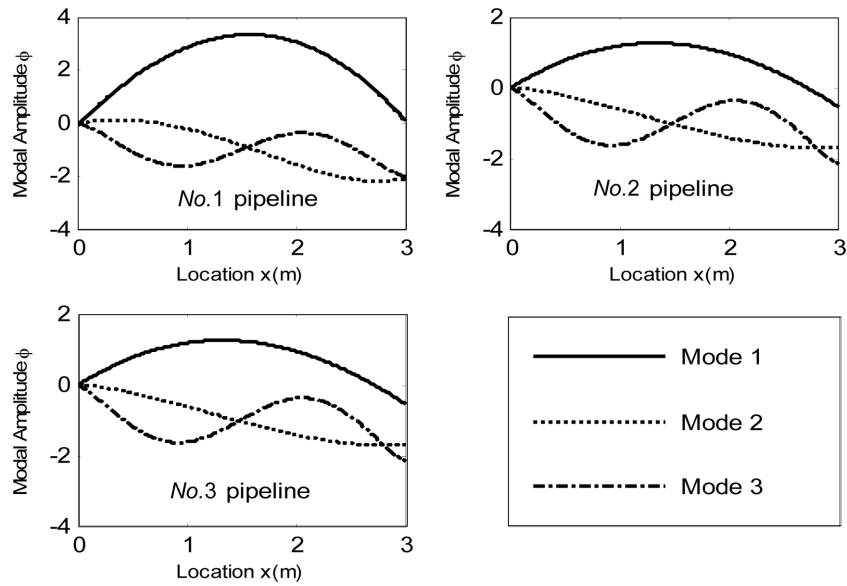 4
2
0
-2
-4
Modal Amplitude ϕ
No.1 pipeline
0 1 2 3
Location x(m)
2
0
-2
-4
Modal Amplitude ϕ
No.2 pipeline
0 1 2 3
Location x(m)
2
0
-2
-4
Modal Amplitude ϕ
No.3 pipeline
0 1 2 3
Location x(m)
Mode 1
Mode 2
Mode 3